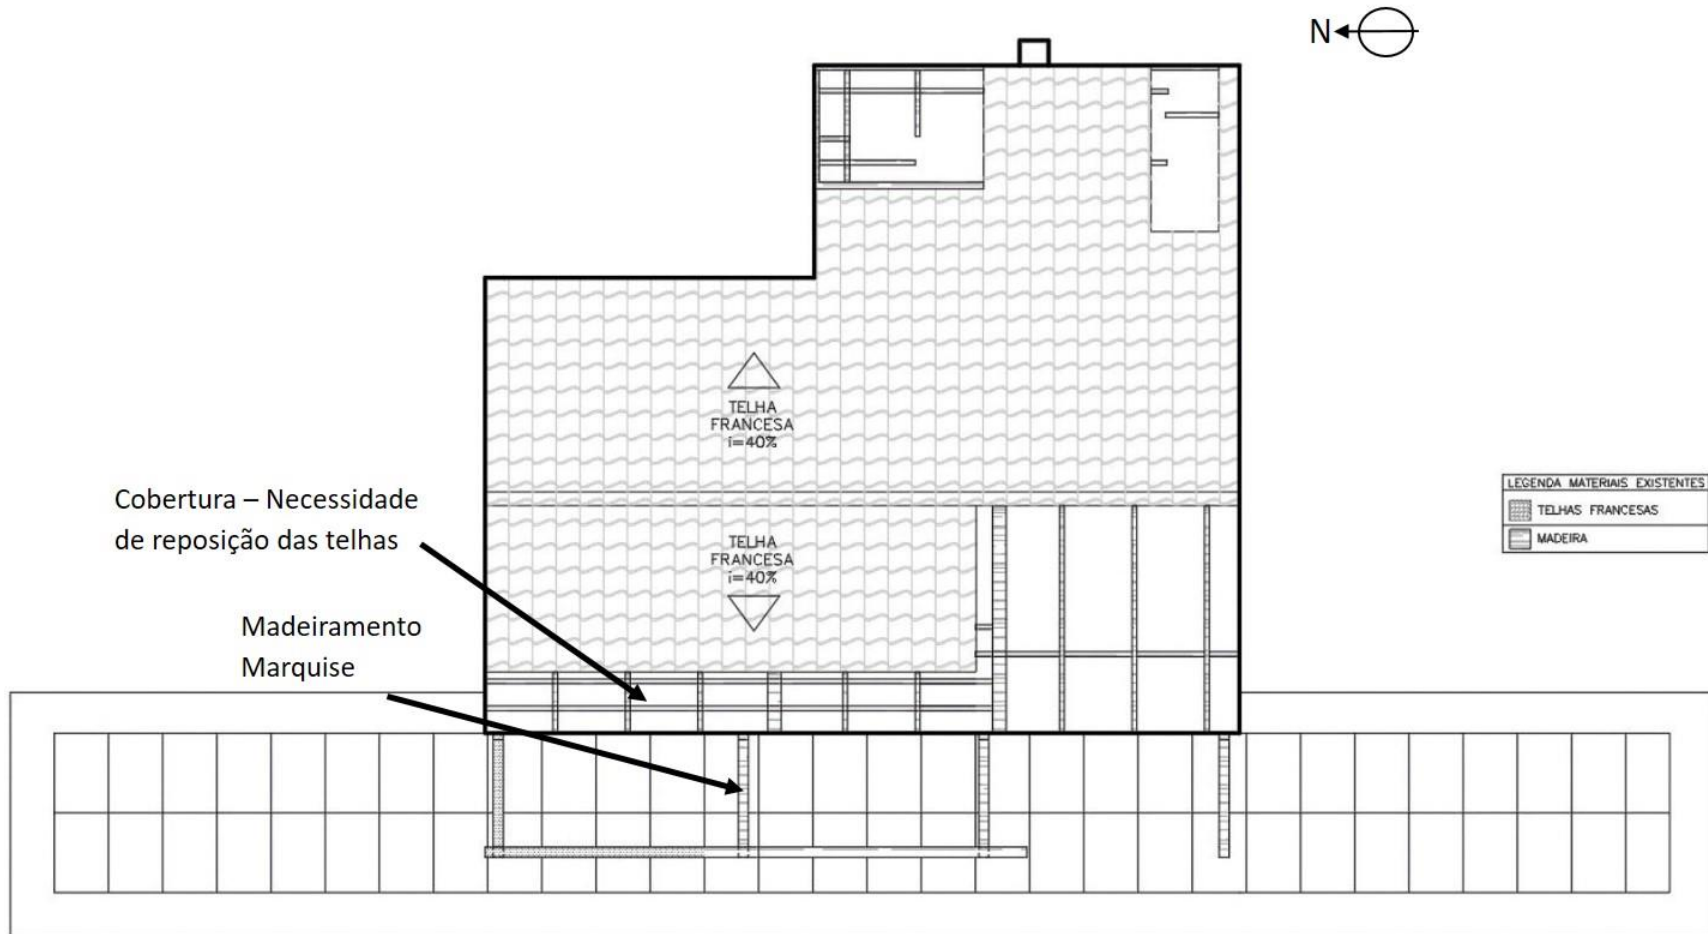 N
TELHA
FRANCESA
i=40%
Cobertura – Necessidade
de reposição das telhas
TELHA
FRANCESA
i=40%
Madeiramento
Marquise
LEGENDA MATERIAIS EXISTENTES
TELHAS FRANCESAS
MADEIRA